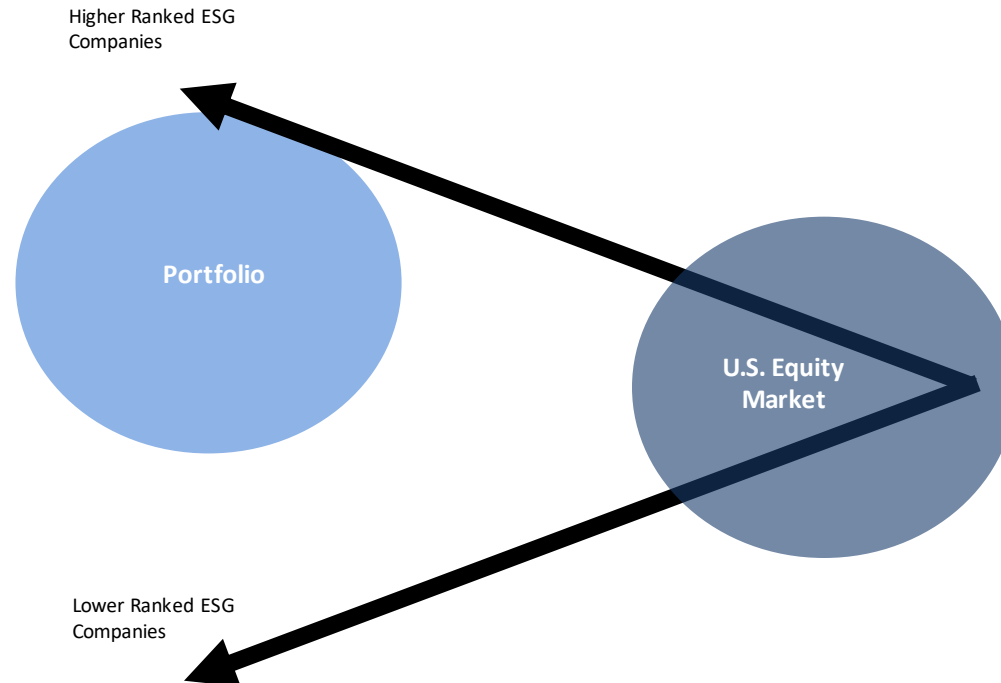 Higher Ranked ESG
Companies
Portfolio
U.S. Equity
Market
Lower Ranked ESG
Companies